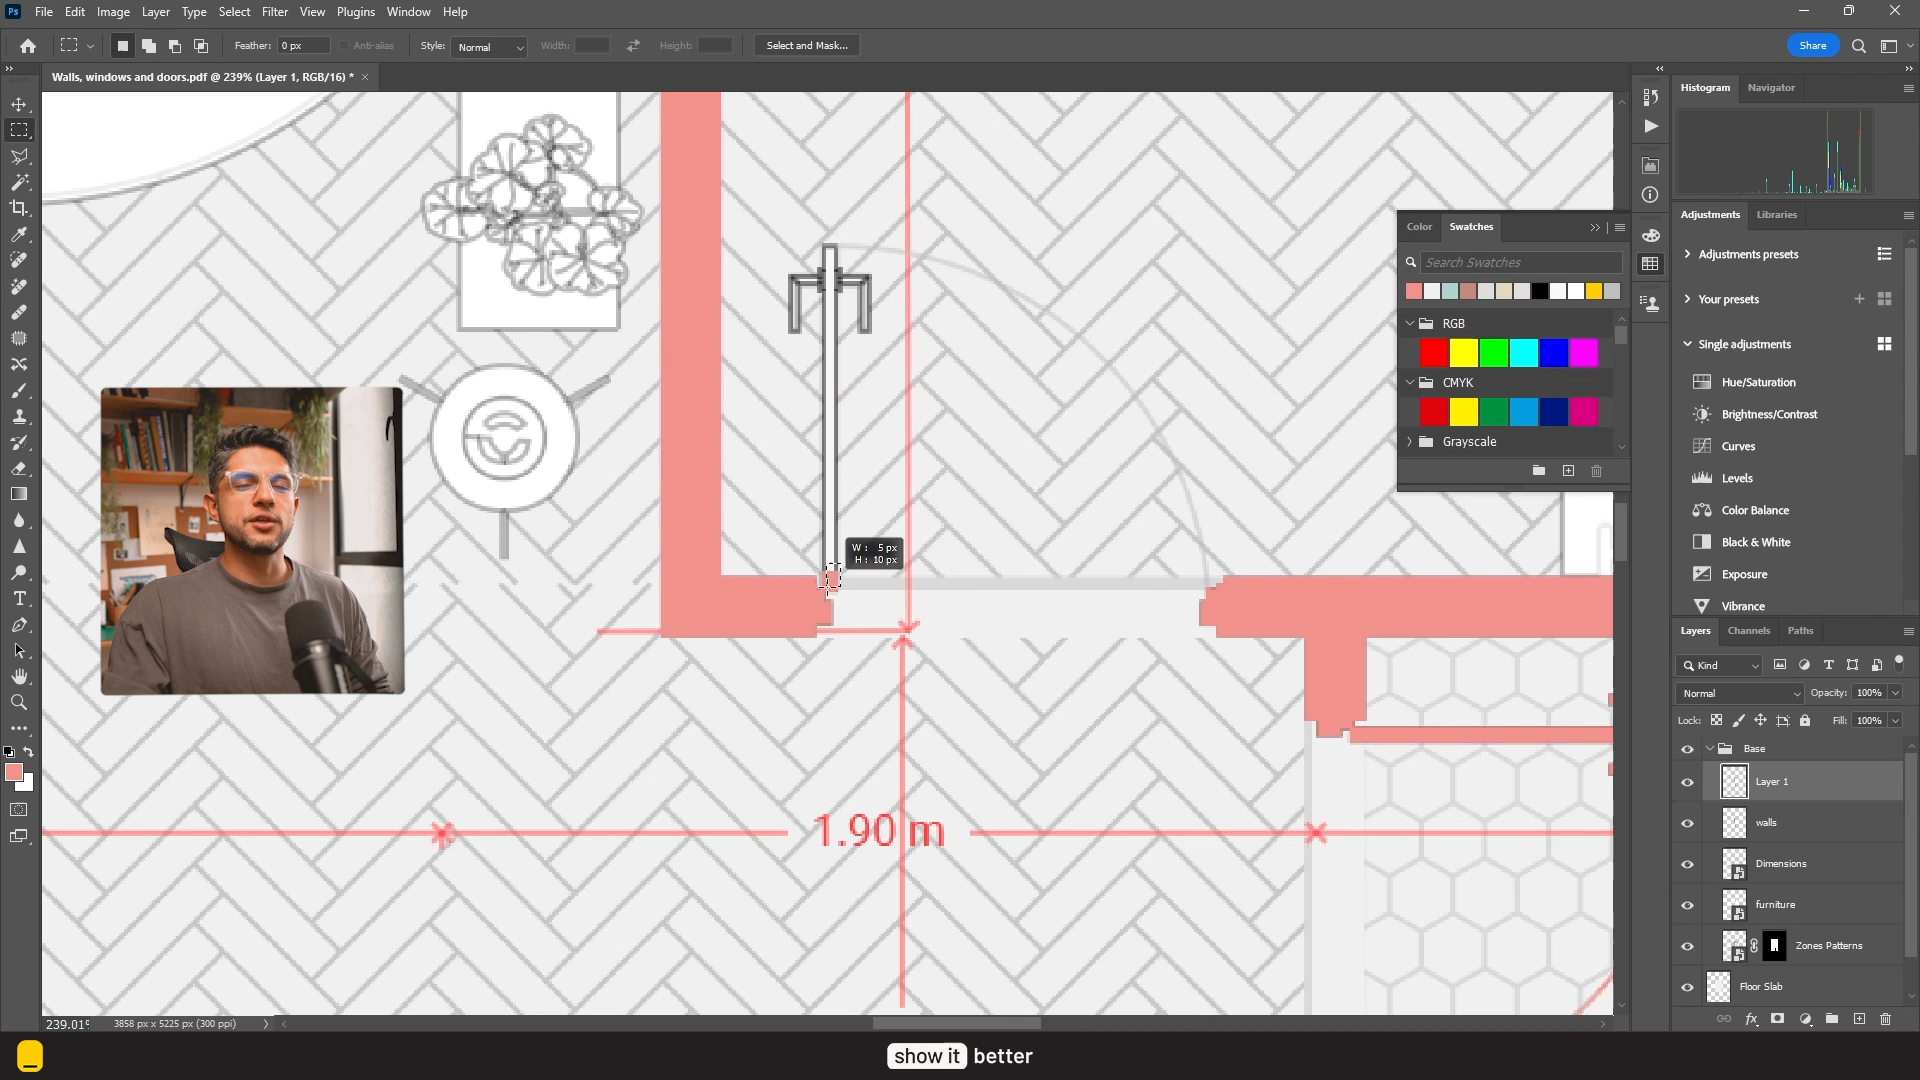 Ps File Edit Image Layer Type Select Filter View Plugins Window Help
Feather: 0 px Anti-alias Style: Normal Width: Height: Select and Mask... Share
Walls, windows and doors.pdf @ 239% (Layer 1, RGB/16) *
Histogram Navigator
Adjustments Libraries
Adjustments presets
Your presets
Single adjustments
Hue/Saturation
Brightness/Contrast
Curves
Levels
Color Balance
Black & White
Exposure
Vibrance
Color Swatches
Search Swatches
RGB
CMYK
Grayscale
W: 5 px
H: 10 px
1.90 m
Layers Channels Paths
Kind
Normal Opacity: 100%
Lock: Fill: 100%
Base
Layer 1
walls
Dimensions
furniture
Zones Patterns
Floor Slab
fx
239.01%
3858 px x 5225 px (300 ppi)
show it better